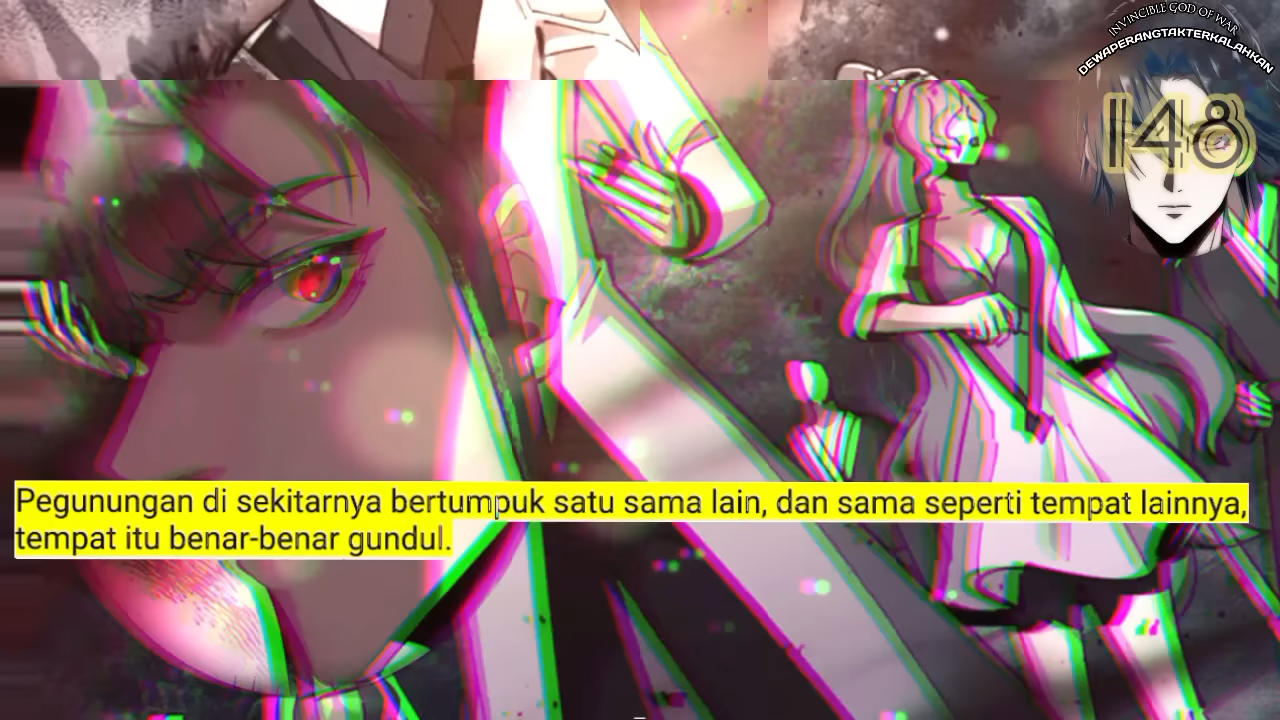 INVINCIBLE GOD OF WAR
DEWAPERANGTAKTERKALAHKAN
148
Pegunungan di sekitarnya bertumpuk satu sama lain, dan sama seperti tempat lainnya,
tempat itu benar-benar gundul.